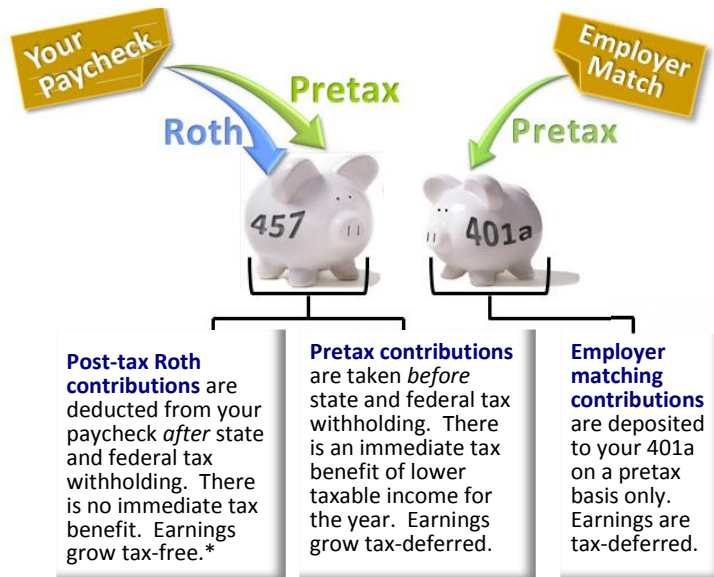 Your
Paycheck
Employer
Match
Pretax
Roth
Pretax
457
401a
Post-tax Roth
contributions are
deducted from your
paycheck after state
and federal tax
withholding. There
is no immediate tax
benefit. Earnings
grow tax-free.*
Pretax contributions
are taken before
state and federal tax
withholding. There
is an immediate tax
benefit of lower
taxable income for
the year. Earnings
grow tax-deferred.
Employer
matching
contributions
are deposited
to your 401a
on a pretax
basis only.
Earnings are
tax-deferred.